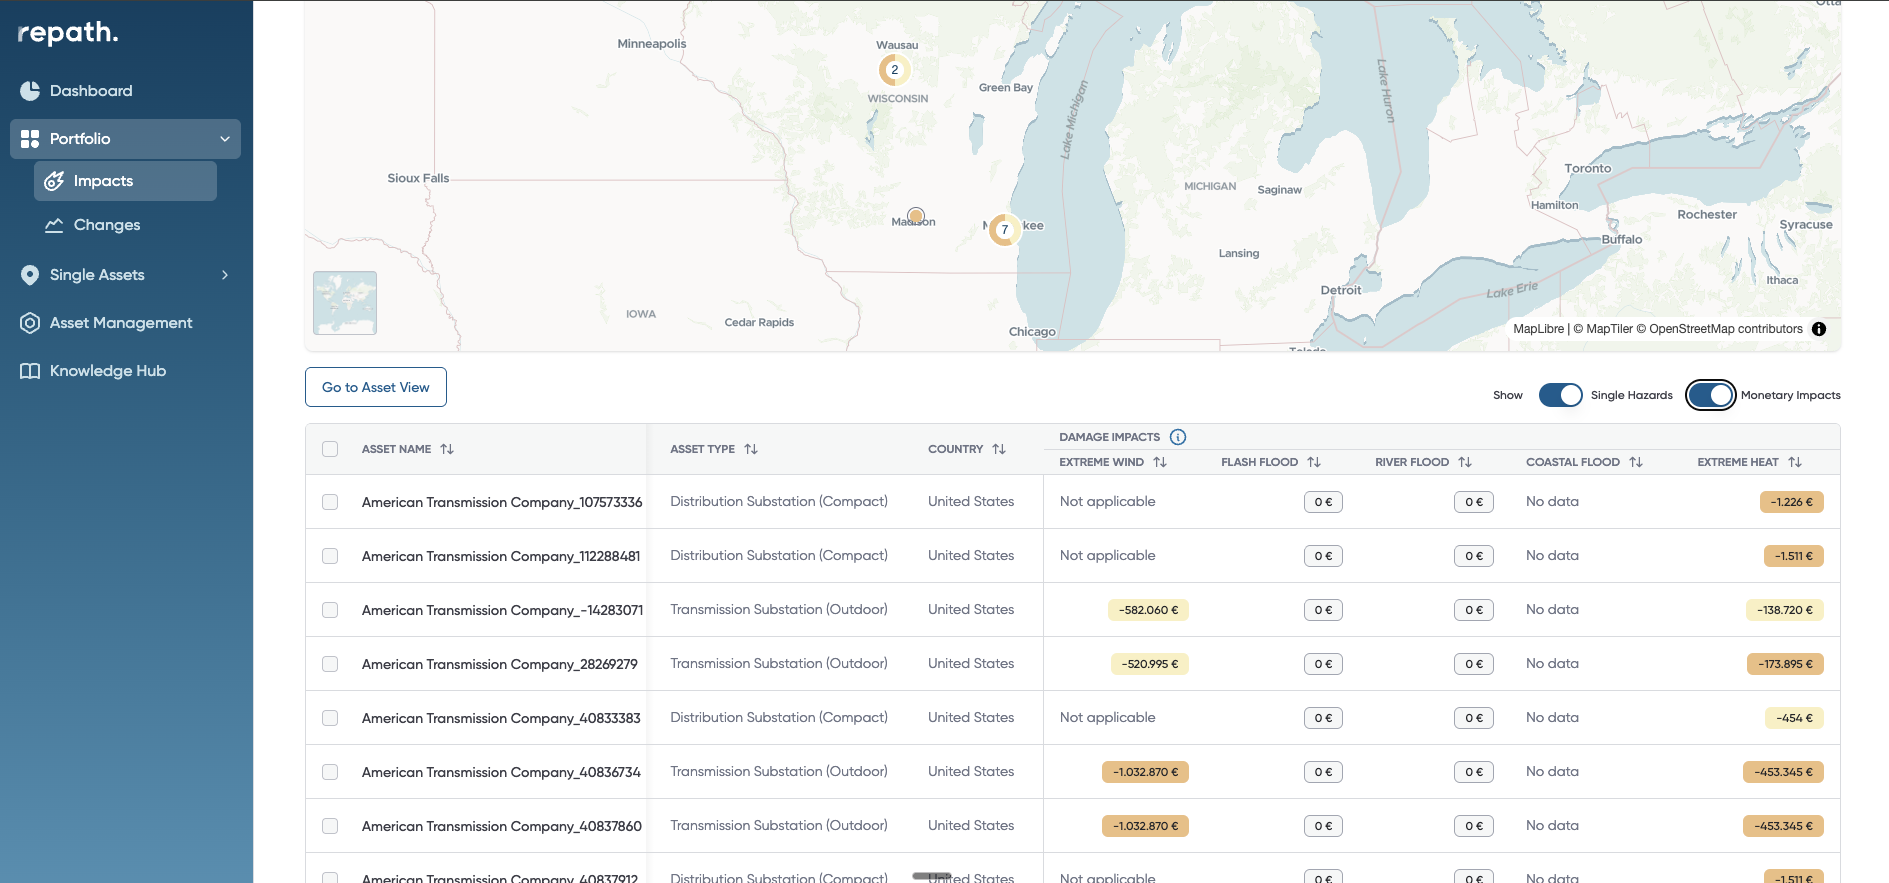 repath.
Dashboard
Portfolio
Impacts
Changes
Single Assets
Asset Management
Knowledge Hub
Minneapolis
Wausau
2
WISCONSIN
Green Bay
Lake Michigan
Lake Huron
Sioux Falls
MICHIGAN
Saginaw
Toronto
Hamilton
Rochester
Syracuse
Madison
7
kee
Lansing
Buffalo
Ithaca
Detroit
Lake Erie
IOWA
Cedar Rapids
Chicago
MapLibre | © MapTiler © OpenStreetMap contributors
Go to Asset View
Show Single Hazards Monetary Impacts
ASSET NAME ASSET TYPE COUNTRY DAMAGE IMPACTS
EXTREME WIND FLASH FLOOD RIVER FLOOD COASTAL FLOOD EXTREME HEAT
American Transmission Company_107573336 Distribution Substation (Compact) United States Not applicable 0 € 0 € No data -1.226 €
American Transmission Company_112288481 Distribution Substation (Compact) United States Not applicable 0 € 0 € No data -1.511 €
American Transmission Company_-14283071 Transmission Substation (Outdoor) United States -582.060 € 0 € 0 € No data -138.720 €
American Transmission Company_28269279 Transmission Substation (Outdoor) United States -520.995 € 0 € 0 € No data -173.895 €
American Transmission Company_40833383 Distribution Substation (Compact) United States Not applicable 0 € 0 € No data -454 €
American Transmission Company_40836734 Transmission Substation (Outdoor) United States -1.032.870 € 0 € 0 € No data -453.345 €
American Transmission Company_40837860 Transmission Substation (Outdoor) United States -1.032.870 € 0 € 0 € No data -453.345 €
American Transmission Company_40837912 Distribution Substation (Compact) United States Not applicable 0 € 0 € No data -1.511 €